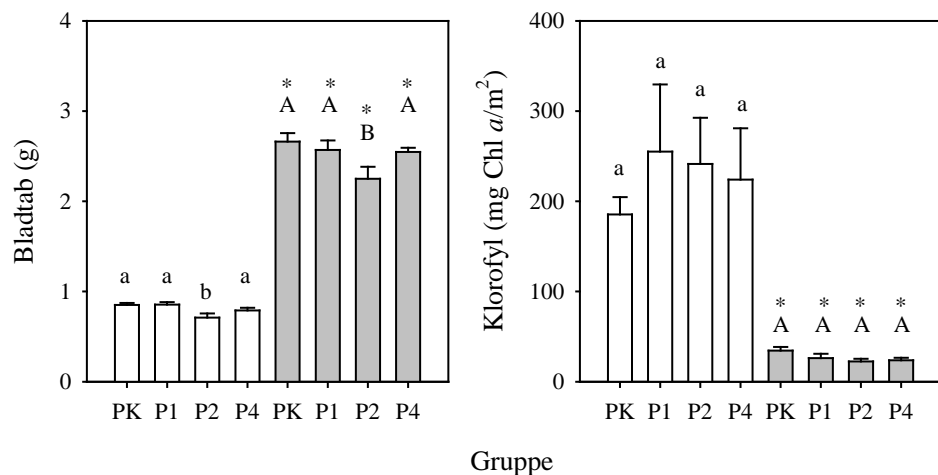 Bladtab (g)
4
3
2
1
0
* * * *
A A B A
a a b a
PK P1 P2 P4 PK P1 P2 P4
Klorofyl (mg Chl a/m²)
400
300
200
100
0
a a a a
* * * *
A A A A
PK P1 P2 P4 PK P1 P2 P4
Gruppe